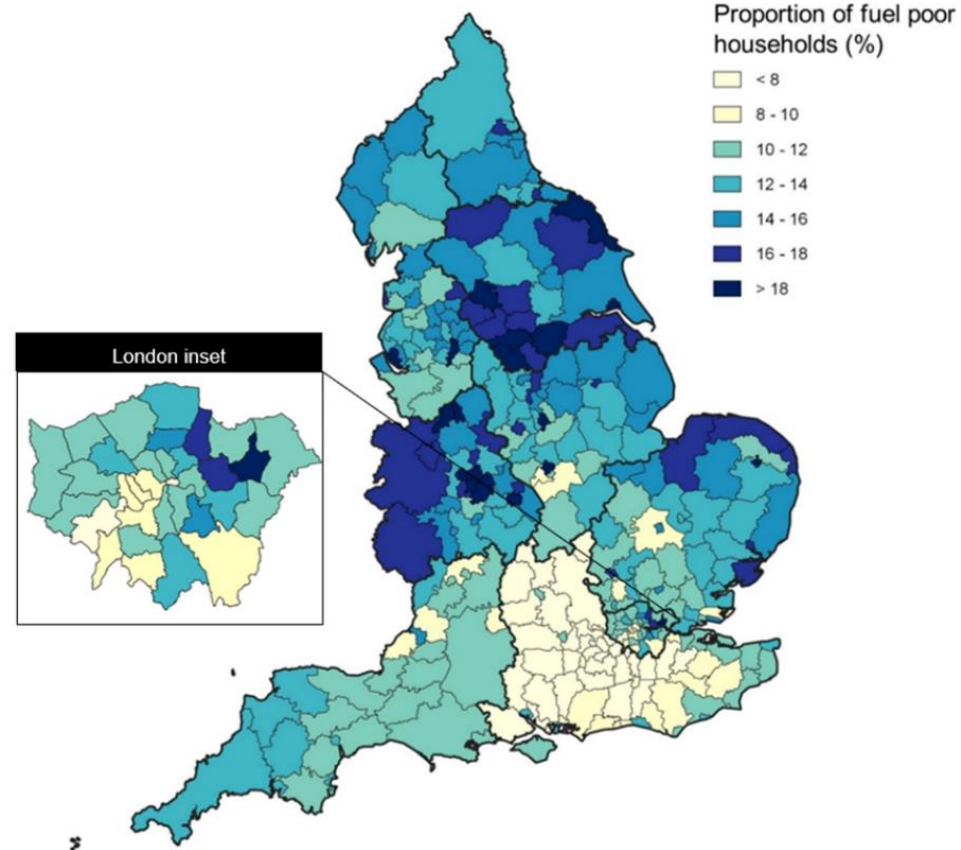 Proportion of fuel poor
households (%)
< 8
8 - 10
10 - 12
12 - 14
14 - 16
16 - 18
> 18
London inset